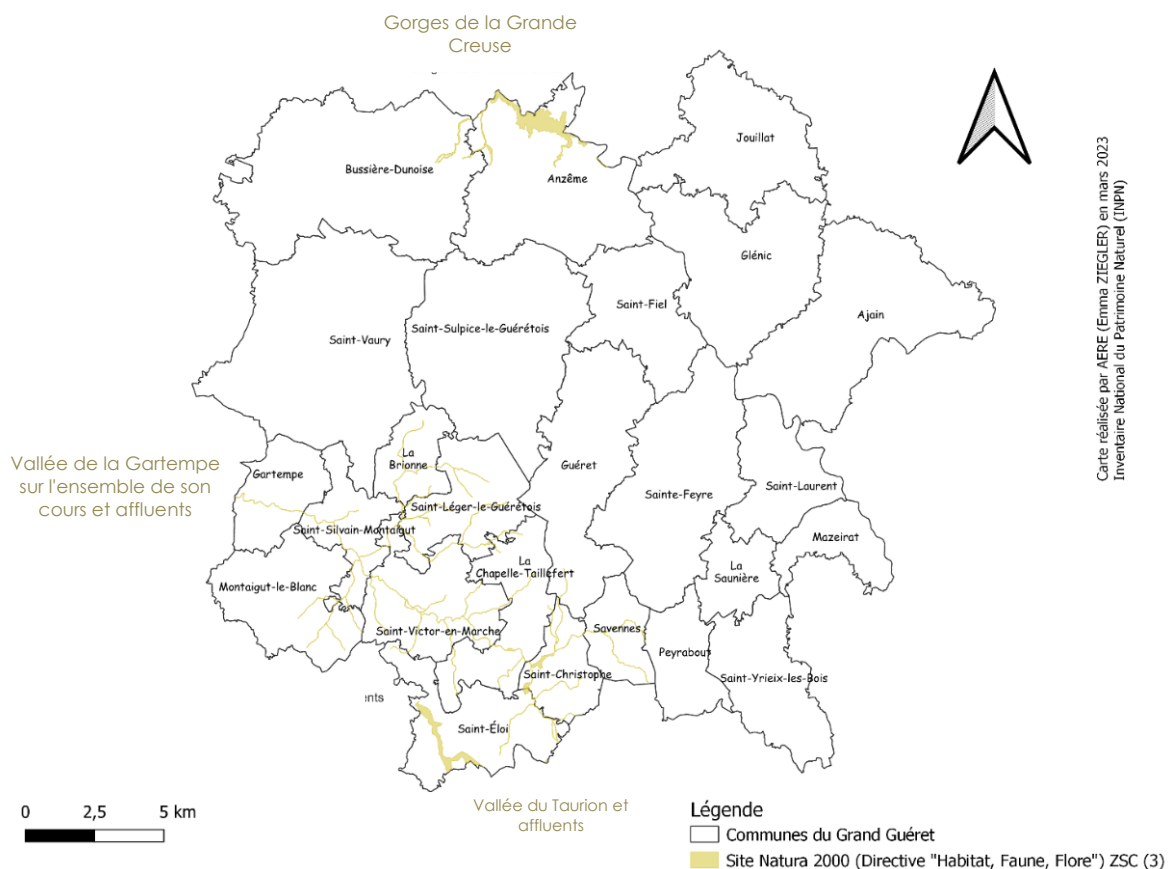 Gorges de la Grande
Creuse
Jouillat
Bussière-Dunoise
Anzême
Glénic
Saint-Fiel
Ajain
Saint-Sulpice-le-Guérétois
Saint-Vaury
Carte réalisée par AERE (Emma ZIEGLER) en mars 2023
Inventaire National du Patrimoine Naturel (INPN)
Vallée de la Gartempe
sur l'ensemble de son
cours et affluents
La
Brionne
Gartempe
Guéret
Saint-Laurent
Sainte-Feyre
Saint-Léger-le-Guérétois
Saint-Silvain-Montaigut
Mazeirat
La
Chapelle-Taillefert
La
Saunière
Montaigut-le-Blanc
Saint-Victor-en-Marche
Savennes
Peyrabout
Saint-Christophe
Saint-Yrieix-les-Bois
ents
Saint-Éloi
Vallée du Taurion et
affluents
0 2,5 5 km
Légende
Communes du Grand Guéret
Site Natura 2000 (Directive "Habitat, Faune, Flore") ZSC (3)